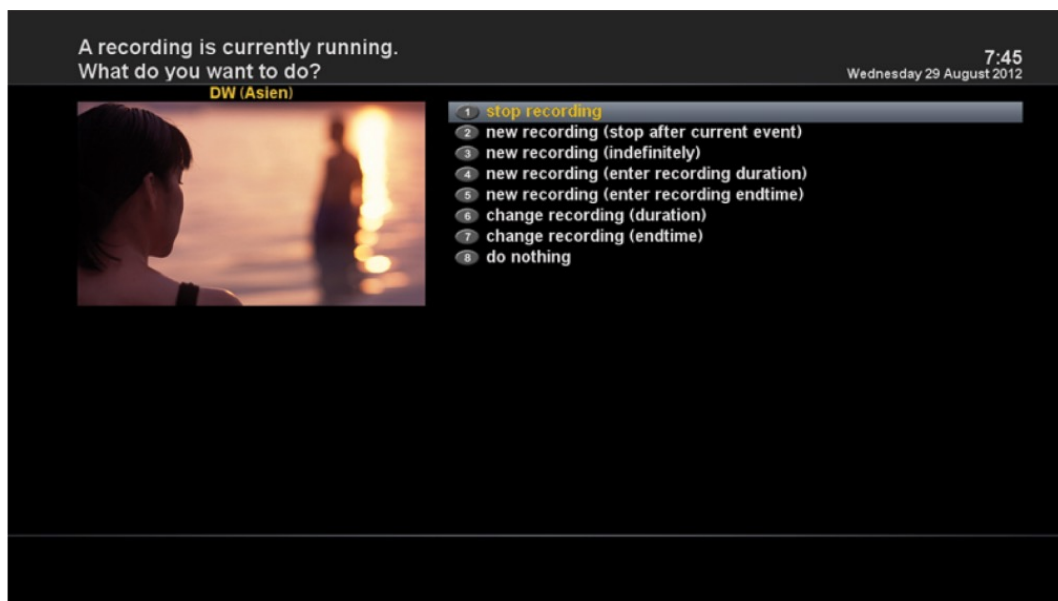 A recording is currently running.
What do you want to do?
7:45
Wednesday 29 August 2012
DW (Asien)
1 stop recording
2 new recording (stop after current event)
3 new recording (indefinitely)
4 new recording (enter recording duration)
5 new recording (enter recording endtime)
6 change recording (duration)
7 change recording (endtime)
8 do nothing